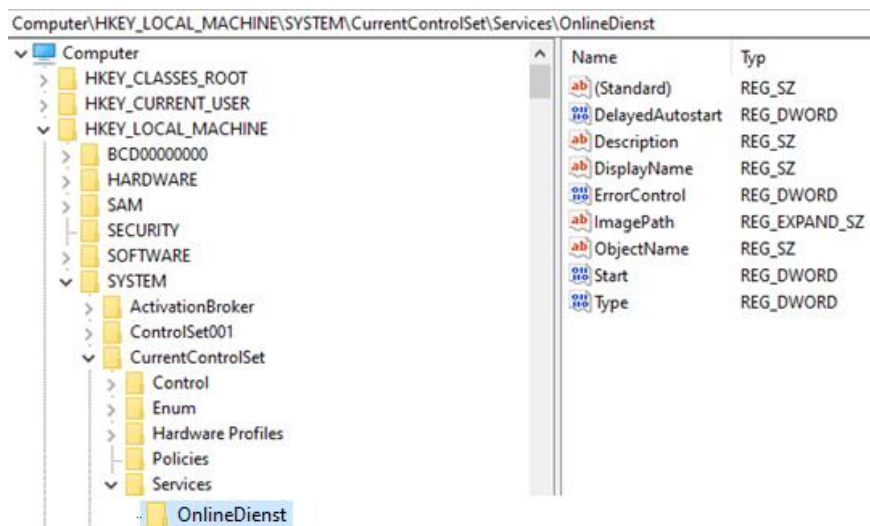 Computer\HKEY_LOCAL_MACHINE\SYSTEM\CurrentControlSet\Services\OnlineDienst
Computer
HKEY_CLASSES_ROOT
HKEY_CURRENT_USER
HKEY_LOCAL_MACHINE
BCD00000000
HARDWARE
SAM
SECURITY
SOFTWARE
SYSTEM
ActivationBroker
ControlSet001
CurrentControlSet
Control
Enum
Hardware Profiles
Policies
Services
OnlineDienst
Name Typ
(Standard) REG_SZ
DelayedAutostart REG_DWORD
Description REG_SZ
DisplayName REG_SZ
ErrorControl REG_DWORD
ImagePath REG_EXPAND_SZ
ObjectName REG_SZ
Start REG_DWORD
Type REG_DWORD